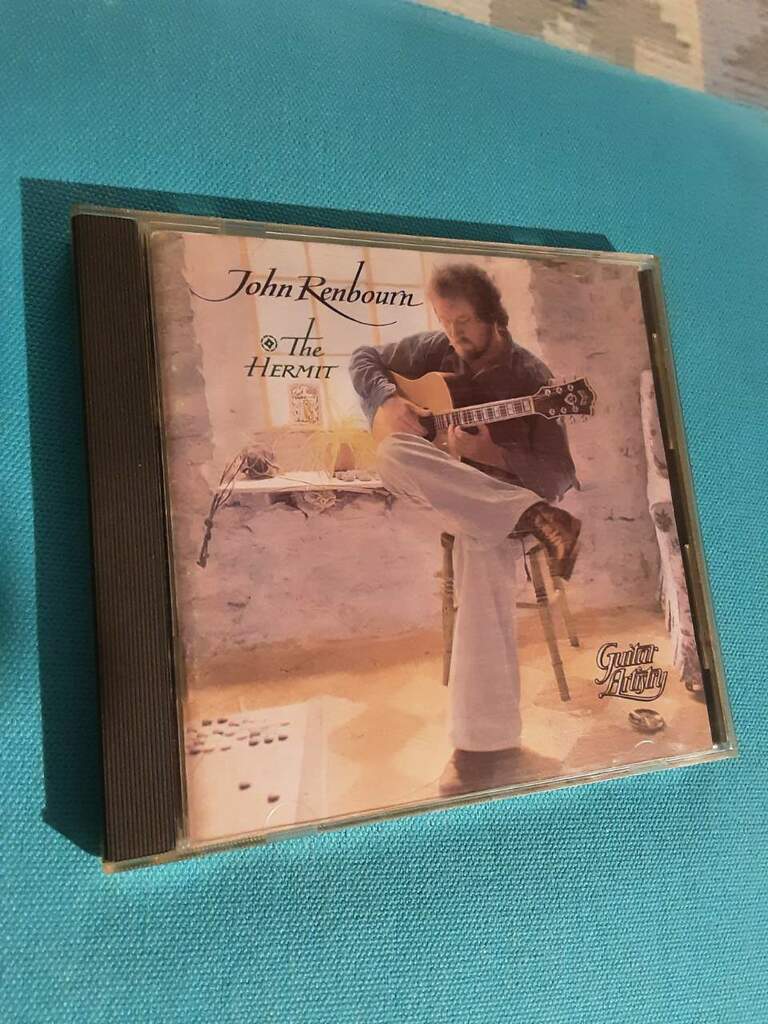 John Renbourn
The
HERMIT
Guitar
Artistry